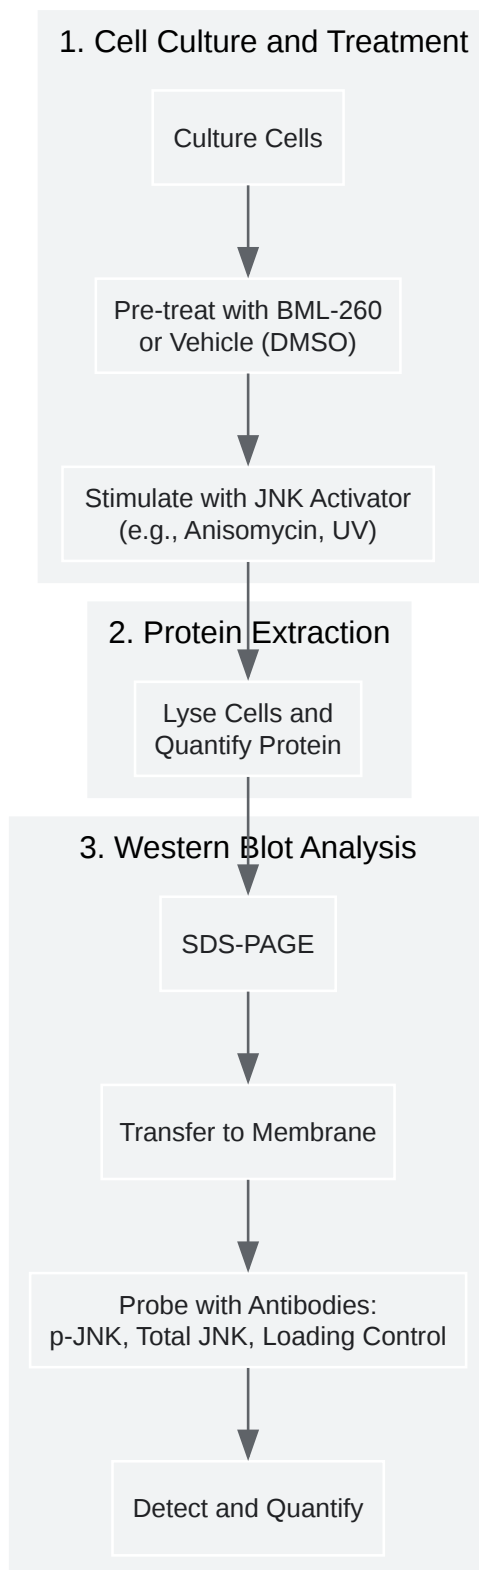 1. Cell Culture and Treatment
Culture Cells
Pre-treat with BML-260
or Vehicle (DMSO)
Stimulate with JNK Activator
(e.g., Anisomycin, UV)
2. Protein Extraction
Lyse Cells and
Quantify Protein
3. Western Blot Analysis
SDS-PAGE
Transfer to Membrane
Probe with Antibodies:
p-JNK, Total JNK, Loading Control
Detect and Quantify